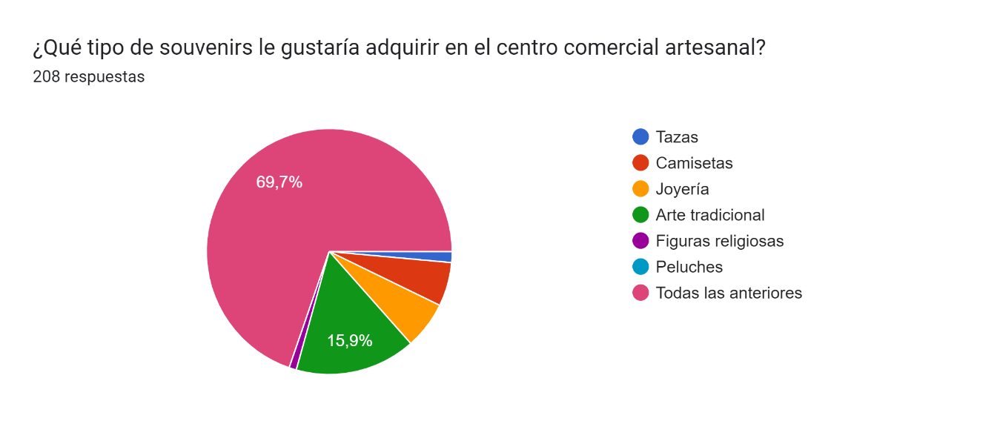 ¿Qué tipo de souvenirs le gustaría adquirir en el centro comercial artesanal?
208 respuestas
69,7%
15,9%
Tazas
Camisetas
Joyería
Arte tradicional
Figuras religiosas
Peluches
Todas las anteriores